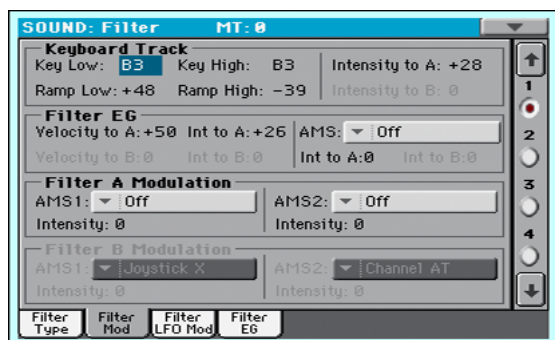 SOUND: Filter MT: 0
Keyboard Track
Key Low: B3 Key High: B3 Intensity to A: +28
Ramp Low: +48 Ramp High: -39 Intensity to B: 0
Filter EG
Velocity to A:+50 Int to A:+26 AMS: Off
Velocity to B:0 Int to B:0 Int to A:0 Int to B:0
Filter A Modulation
AMS1: Off AMS2: Off
Intensity: 0 Intensity: 0
Filter B Modulation
AMS1: Joystick X AMS2: Channel AT
Intensity: 0 Intensity: 0
1
2
3
4
Filter Filter Filter Filter
Type Mod LFO Mod EG